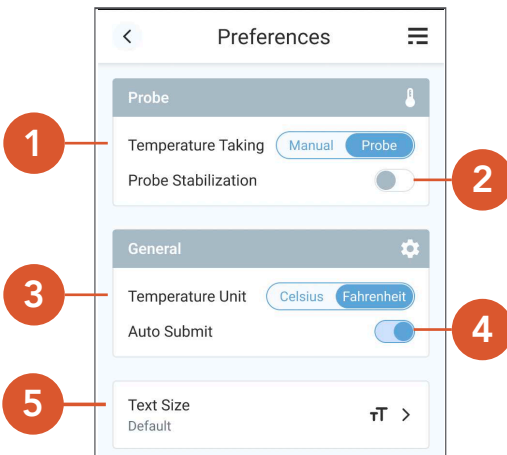 Preferences
Probe
1
Temperature Taking Manual Probe
Probe Stabilization
2
General
3
Temperature Unit Celsius Fahrenheit
Auto Submit
4
5
Text Size
Default
TT